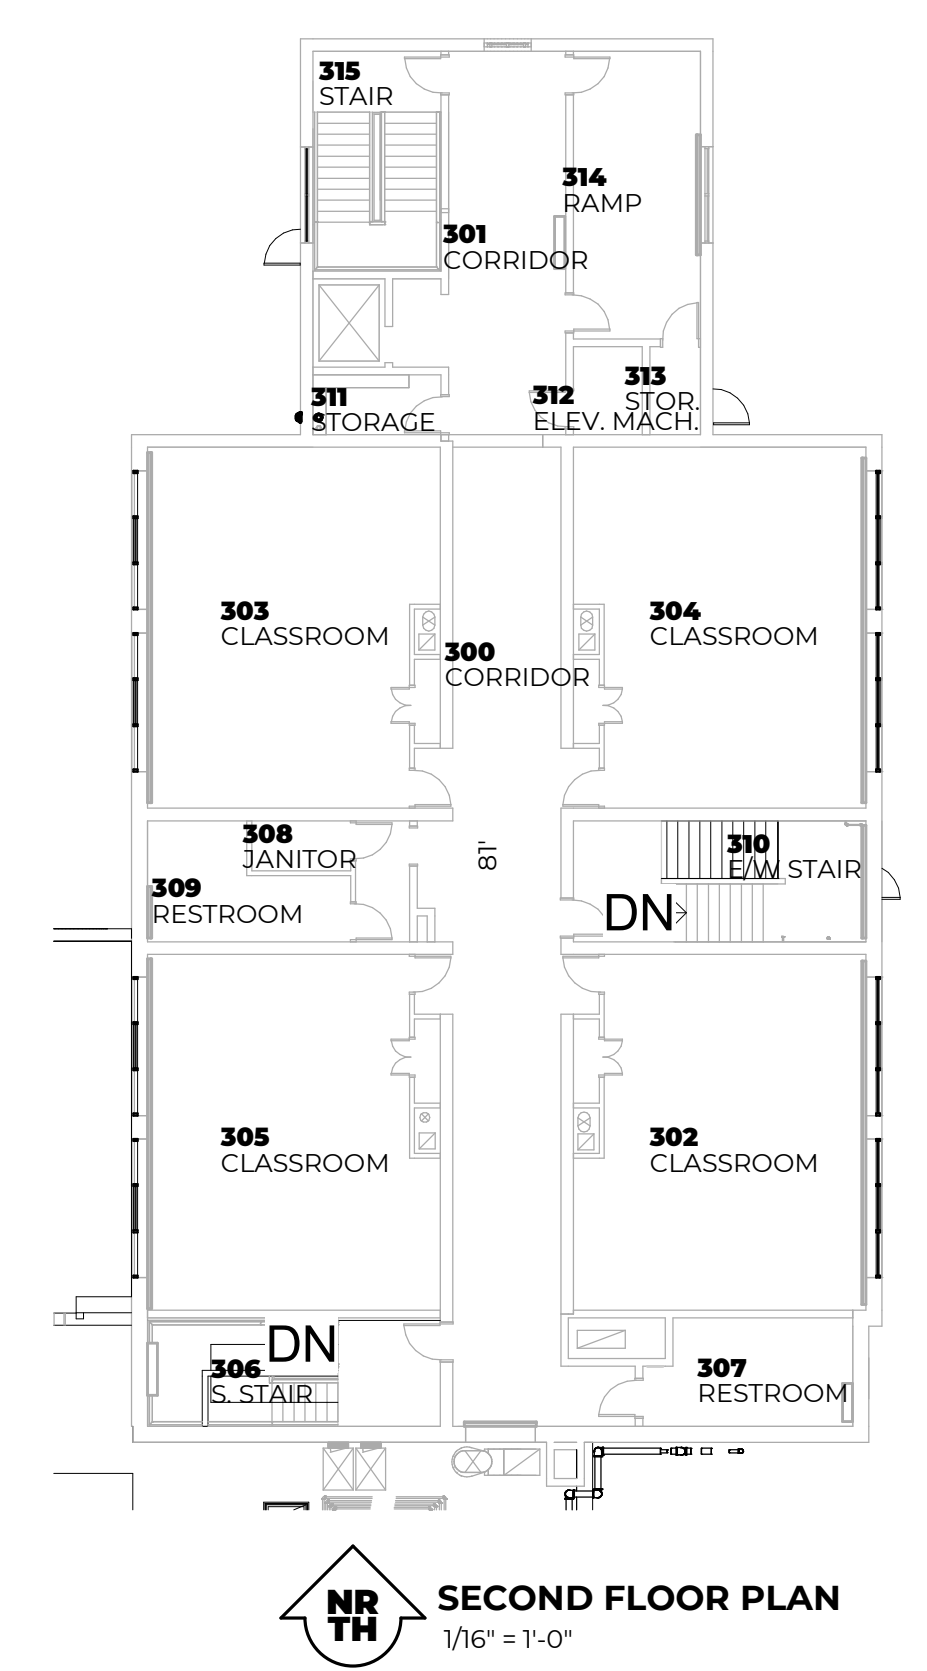 315
STAIR
314
RAMP
301
CORRIDOR
313
STOR.
312
ELEV. MACH.
311
STORAGE
303
CLASSROOM
304
CLASSROOM
300
CORRIDOR
308
JANITOR
81'
310
E/W STAIR
309
RESTROOM
DN
305
CLASSROOM
302
CLASSROOM
DN
306
S. STAIR
307
RESTROOM
NR
TH
SECOND FLOOR PLAN
1/16" = 1'-0"